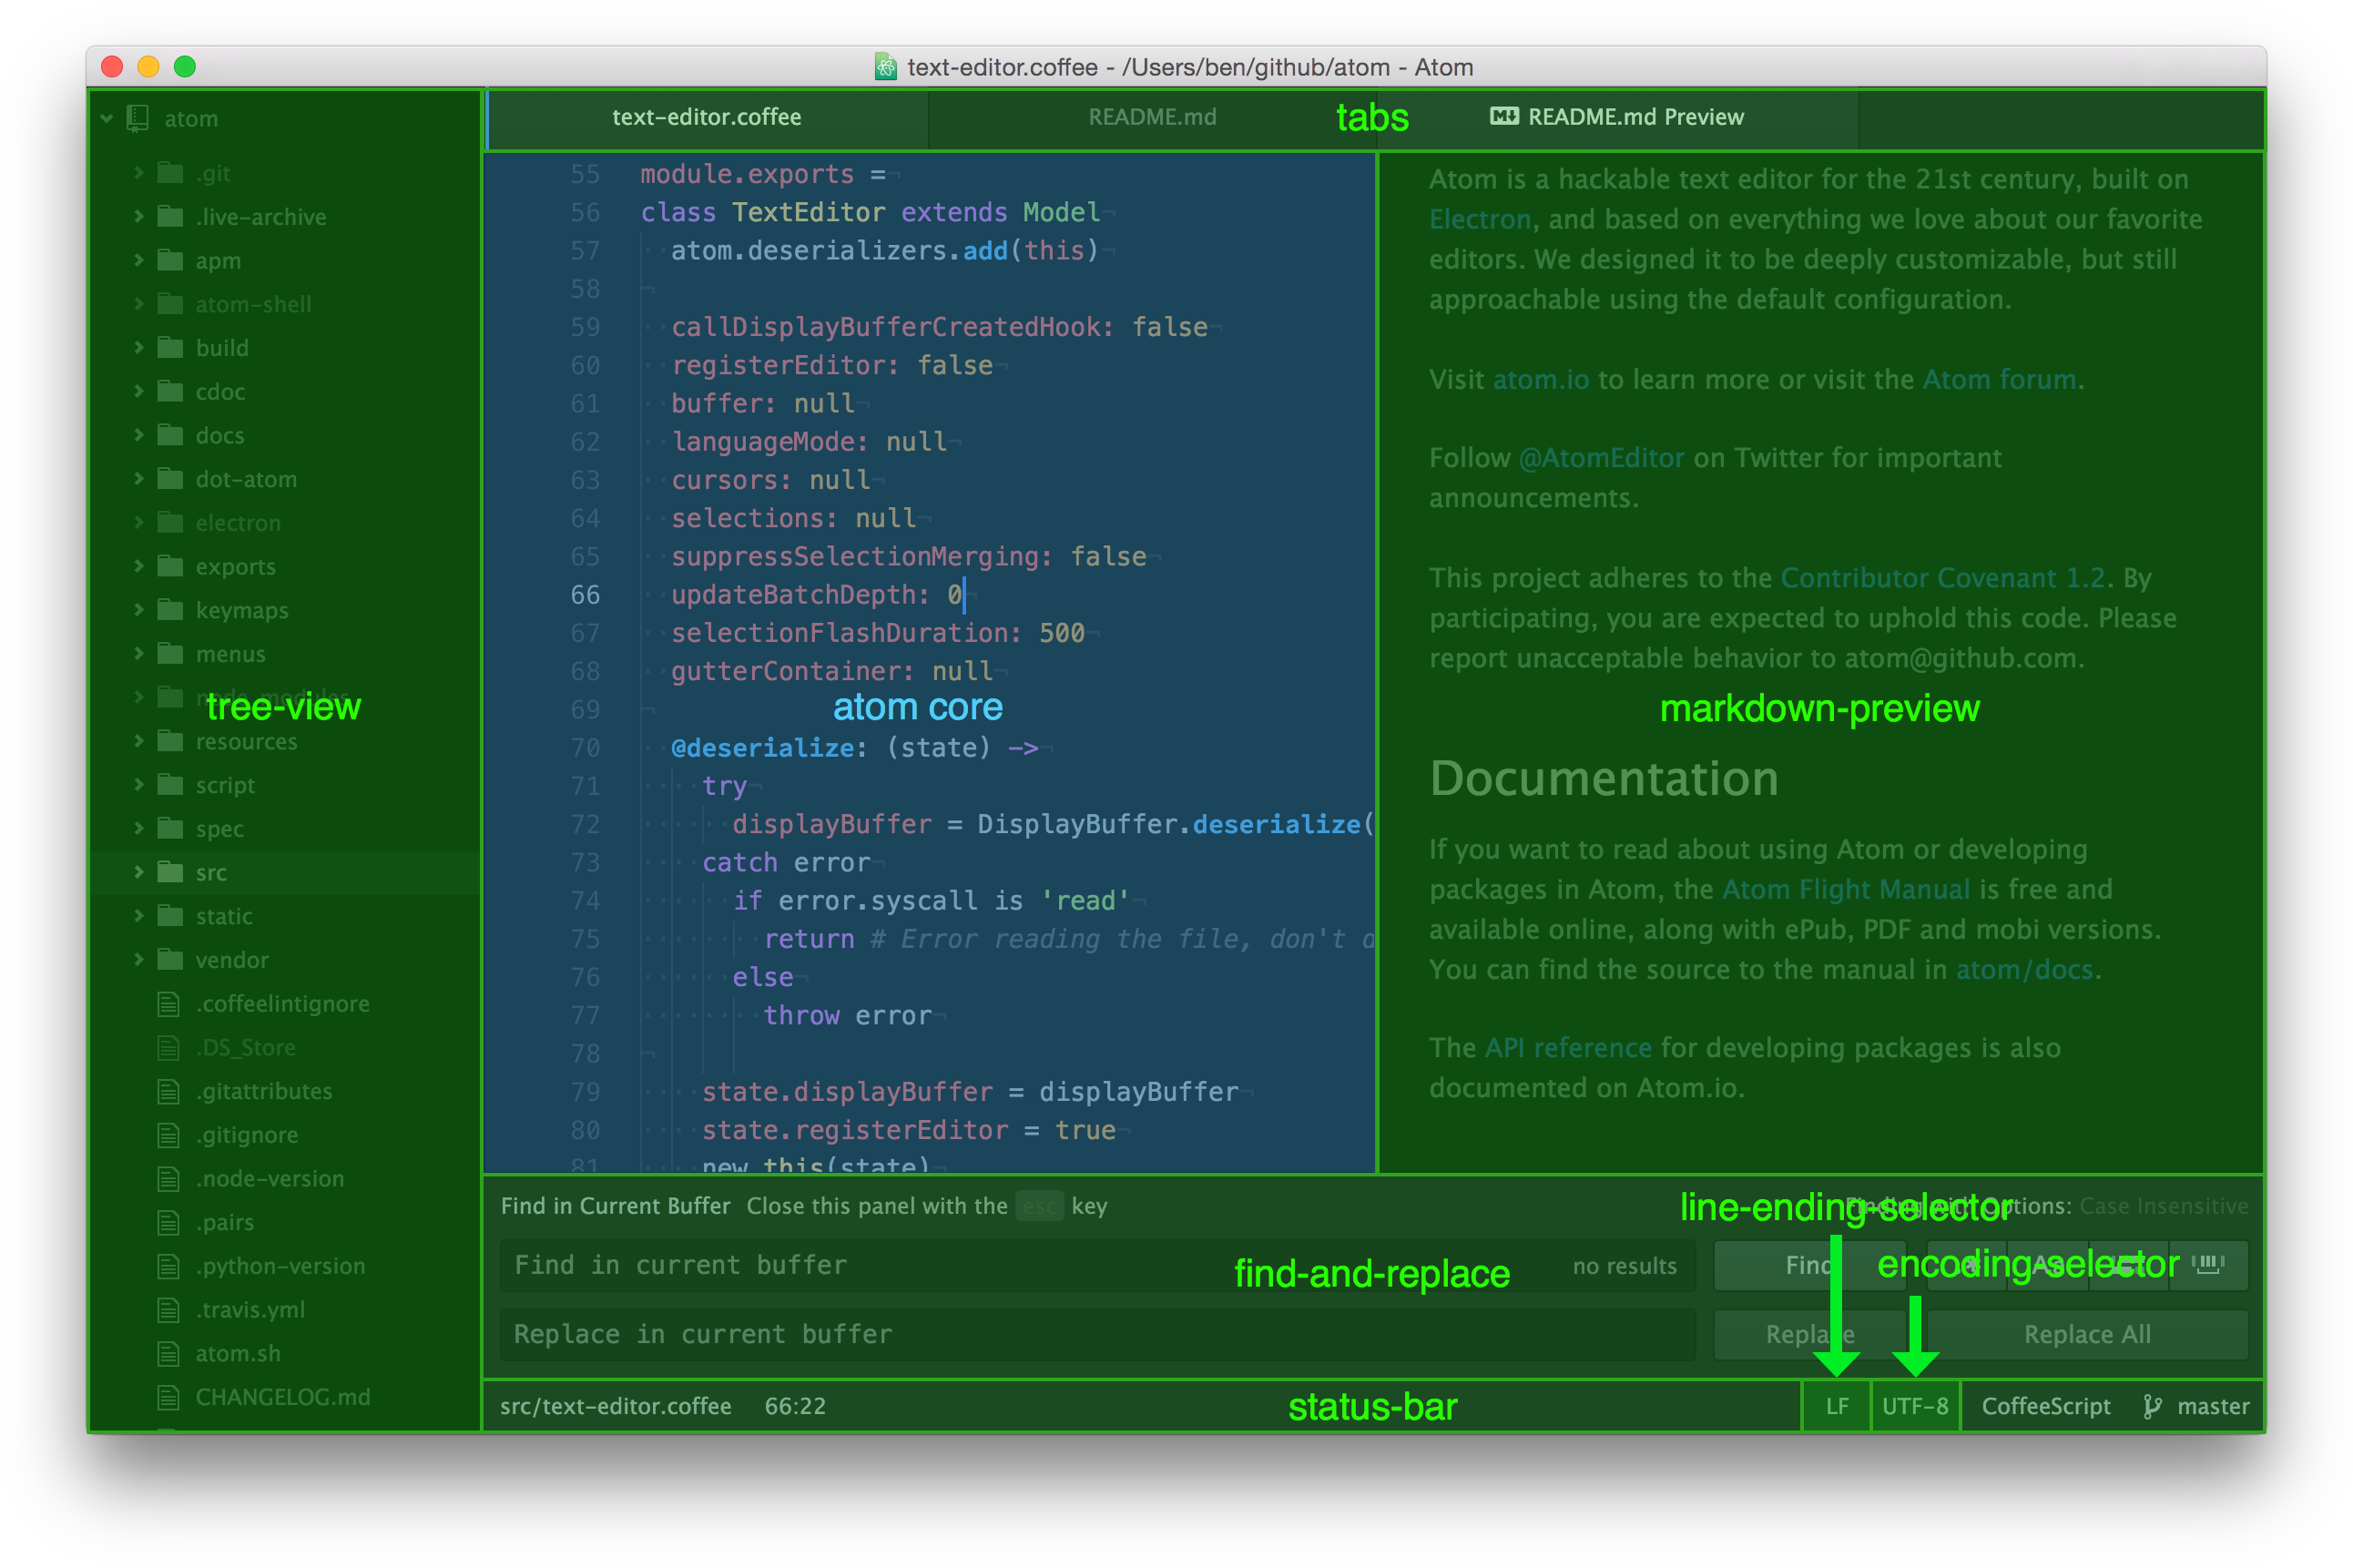 text-editor.coffee - /Users/ben/github/atom - Atom
atom
.git
.live-archive
apm
atom-shell
build
cdoc
docs
dot-atom
electron
exports
keymaps
menus
node_modules
tree-view
resources
script
spec
src
static
vendor
.coffeelintignore
.DS_Store
.gitattributes
.gitignore
.node-version
.pairs
.python-version
.travis.yml
atom.sh
CHANGELOG.md
text-editor.coffee
README.md
tabs
README.md Preview
55 module.exports =¬
56 class TextEditor extends Model¬
57 ··atom.deserializers.add(this)¬
58 ¬
59 ··callDisplayBufferCreatedHook: false¬
60 ··registerEditor: false¬
61 ··buffer: null¬
62 ··languageMode: null¬
63 ··cursors: null¬
64 ··selections: null¬
65 ··suppressSelectionMerging: false¬
66 ··updateBatchDepth: 0¬
67 ··selectionFlashDuration: 500¬
68 ··gutterContainer: null¬
69 ¬
atom core
70 ··@deserialize: (state) ->¬
71 ····try¬
72 ······displayBuffer = DisplayBuffer.deserialize(
73 ····catch error¬
74 ······if error.syscall is 'read'¬
75 ········return # Error reading the file, don't d
76 ······else¬
77 ········throw error¬
78 ¬
79 ····state.displayBuffer = displayBuffer¬
80 ····state.registerEditor = true¬
81 ····new this(state)¬
Atom is a hackable text editor for the 21st century, built on
Electron, and based on everything we love about our favorite
editors. We designed it to be deeply customizable, but still
approachable using the default configuration.
Visit atom.io to learn more or visit the Atom forum.
Follow @AtomEditor on Twitter for important
announcements.
This project adheres to the Contributor Covenant 1.2. By
participating, you are expected to uphold this code. Please
report unacceptable behavior to atom@github.com.
markdown-preview
Documentation
If you want to read about using Atom or developing
packages in Atom, the Atom Flight Manual is free and
available online, along with ePub, PDF and mobi versions.
You can find the source to the manual in atom/docs.
The API reference for developing packages is also
documented on Atom.io.
Find in Current Buffer Close this panel with the esc key
line-ending-selector
Finding with Options: Case Insensitive
Find in current buffer
find-and-replace
no results
Find
.*
Aa
encoding-selector
Replace in current buffer
Replace
Replace All
src/text-editor.coffee 66:22
status-bar
LF
UTF-8
CoffeeScript
master